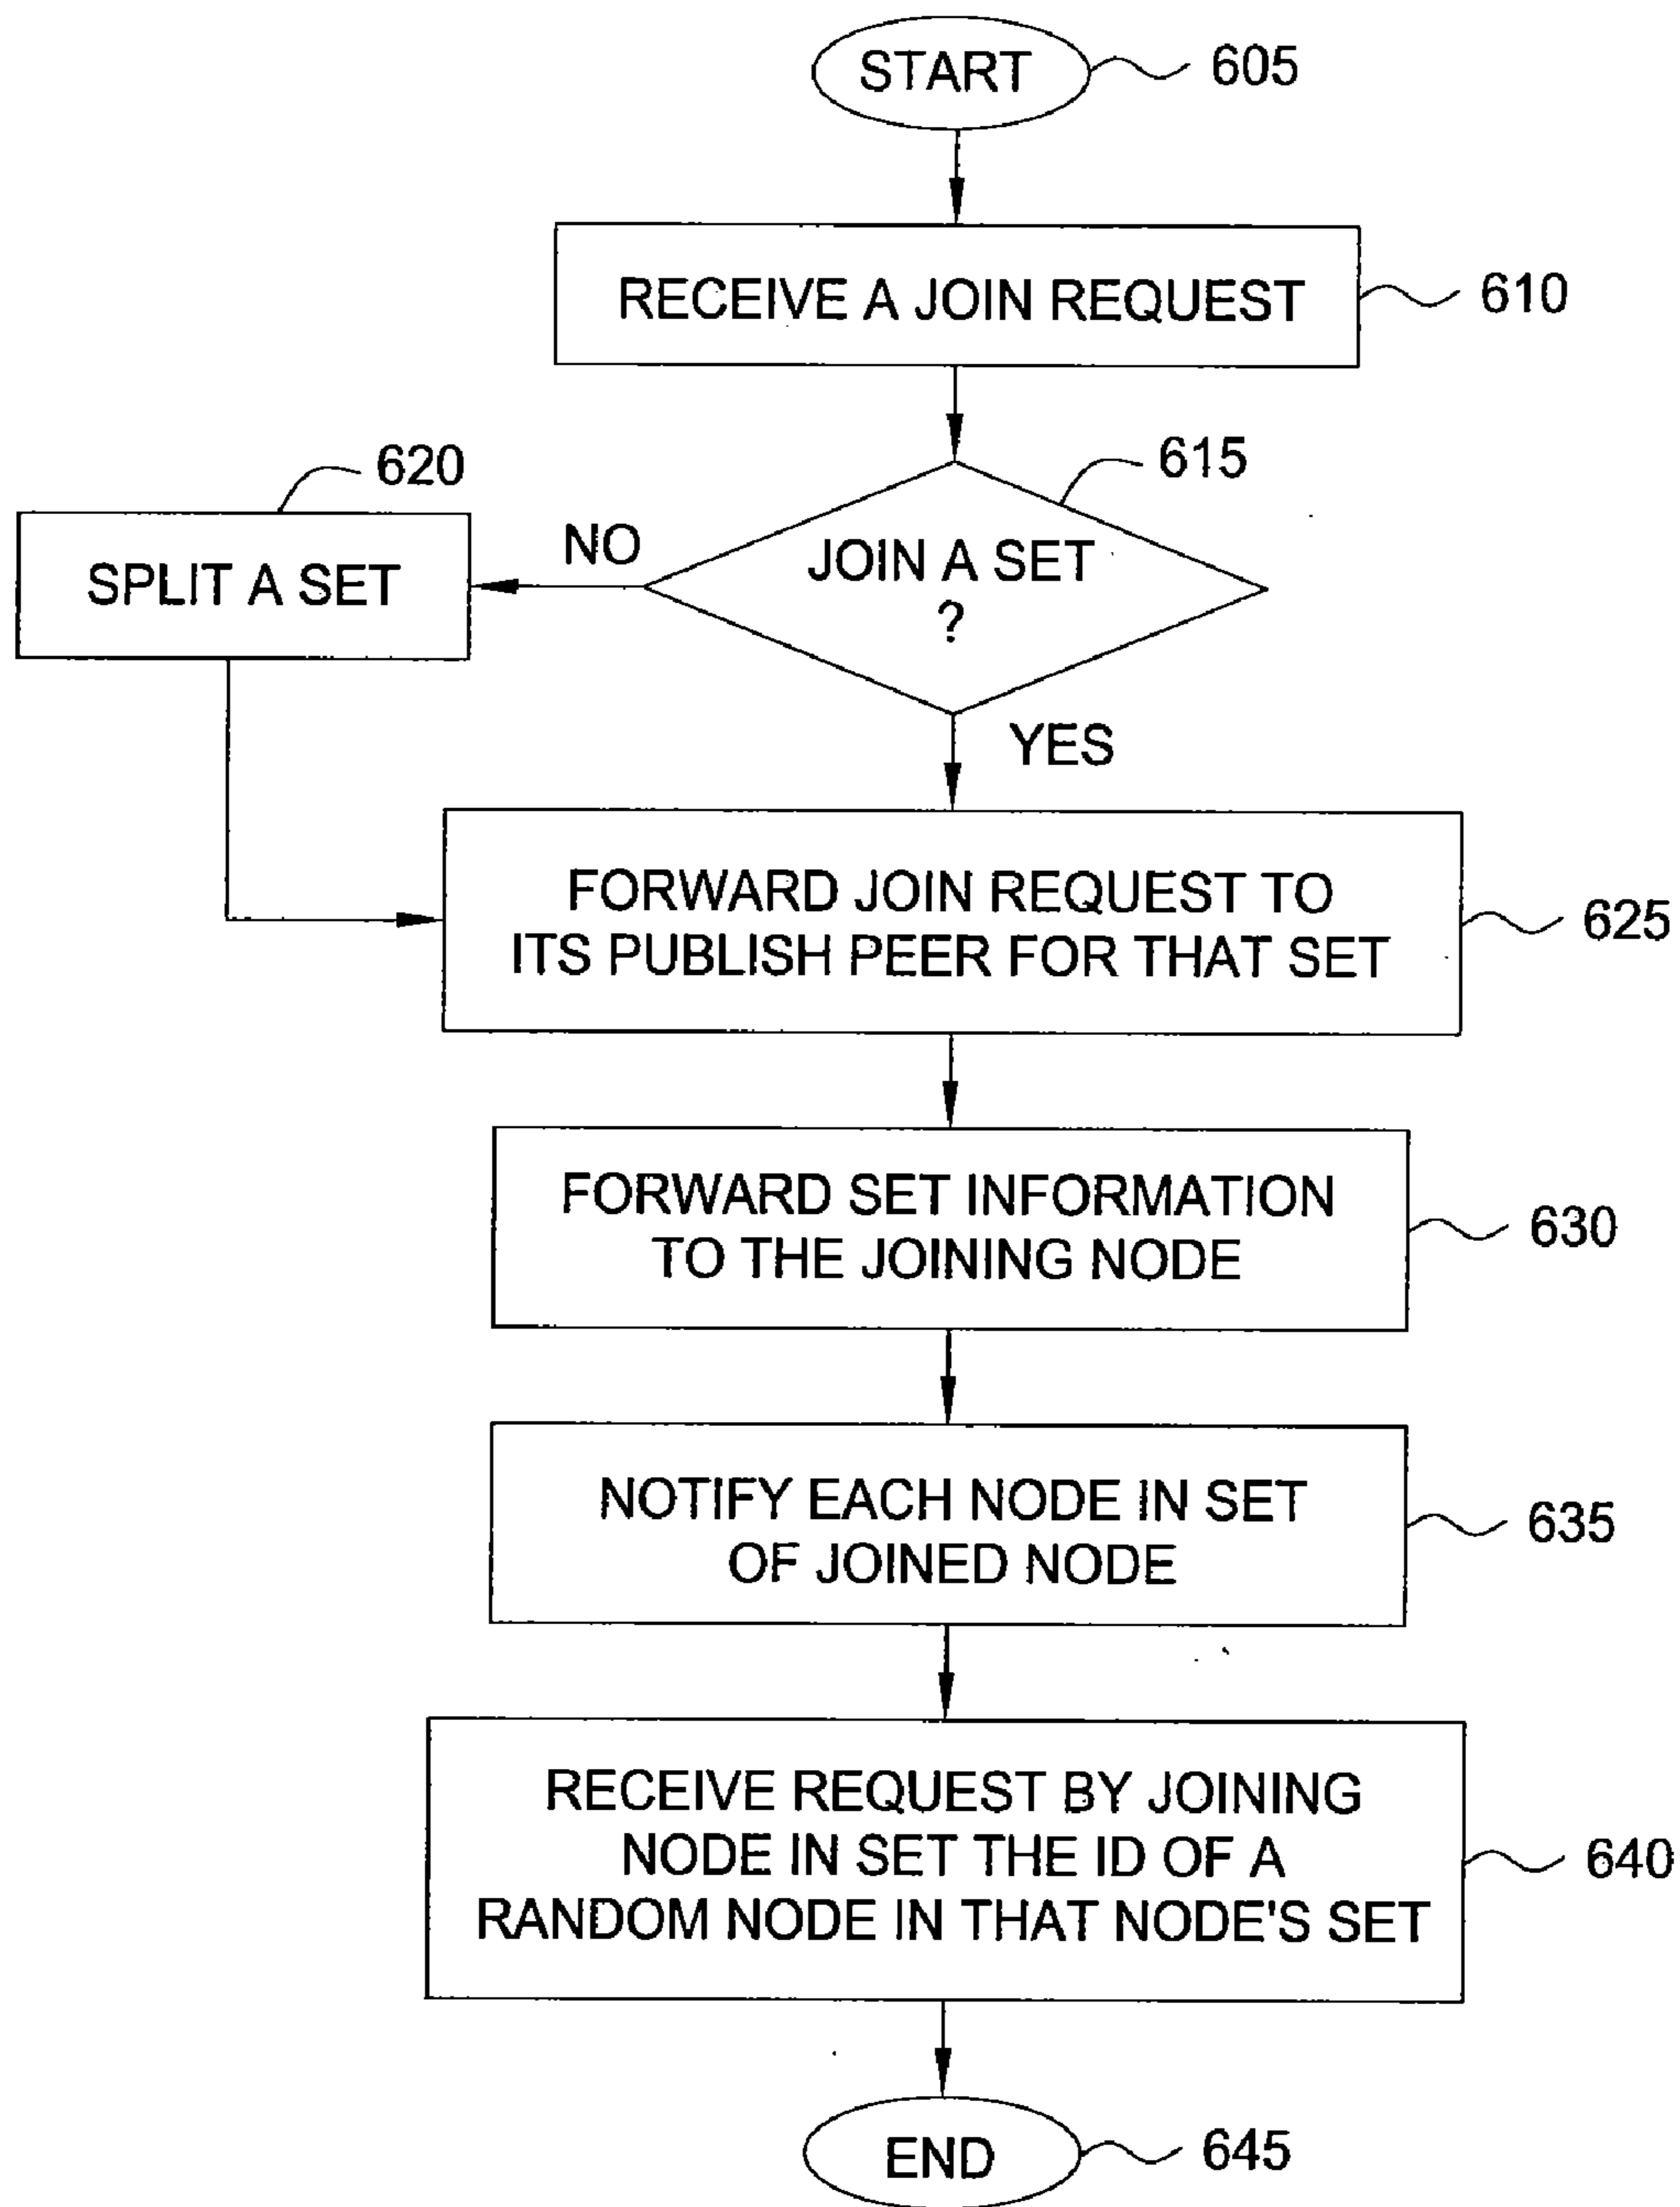 START
605
RECEIVE A JOIN REQUEST
610
615
620
JOIN A SET
?
NO
SPLIT A SET
YES
FORWARD JOIN REQUEST TO
ITS PUBLISH PEER FOR THAT SET
625
FORWARD SET INFORMATION
TO THE JOINING NODE
630
NOTIFY EACH NODE IN SET
OF JOINED NODE
635
RECEIVE REQUEST BY JOINING
NODE IN SET THE ID OF A
RANDOM NODE IN THAT NODE'S SET
640
END
645